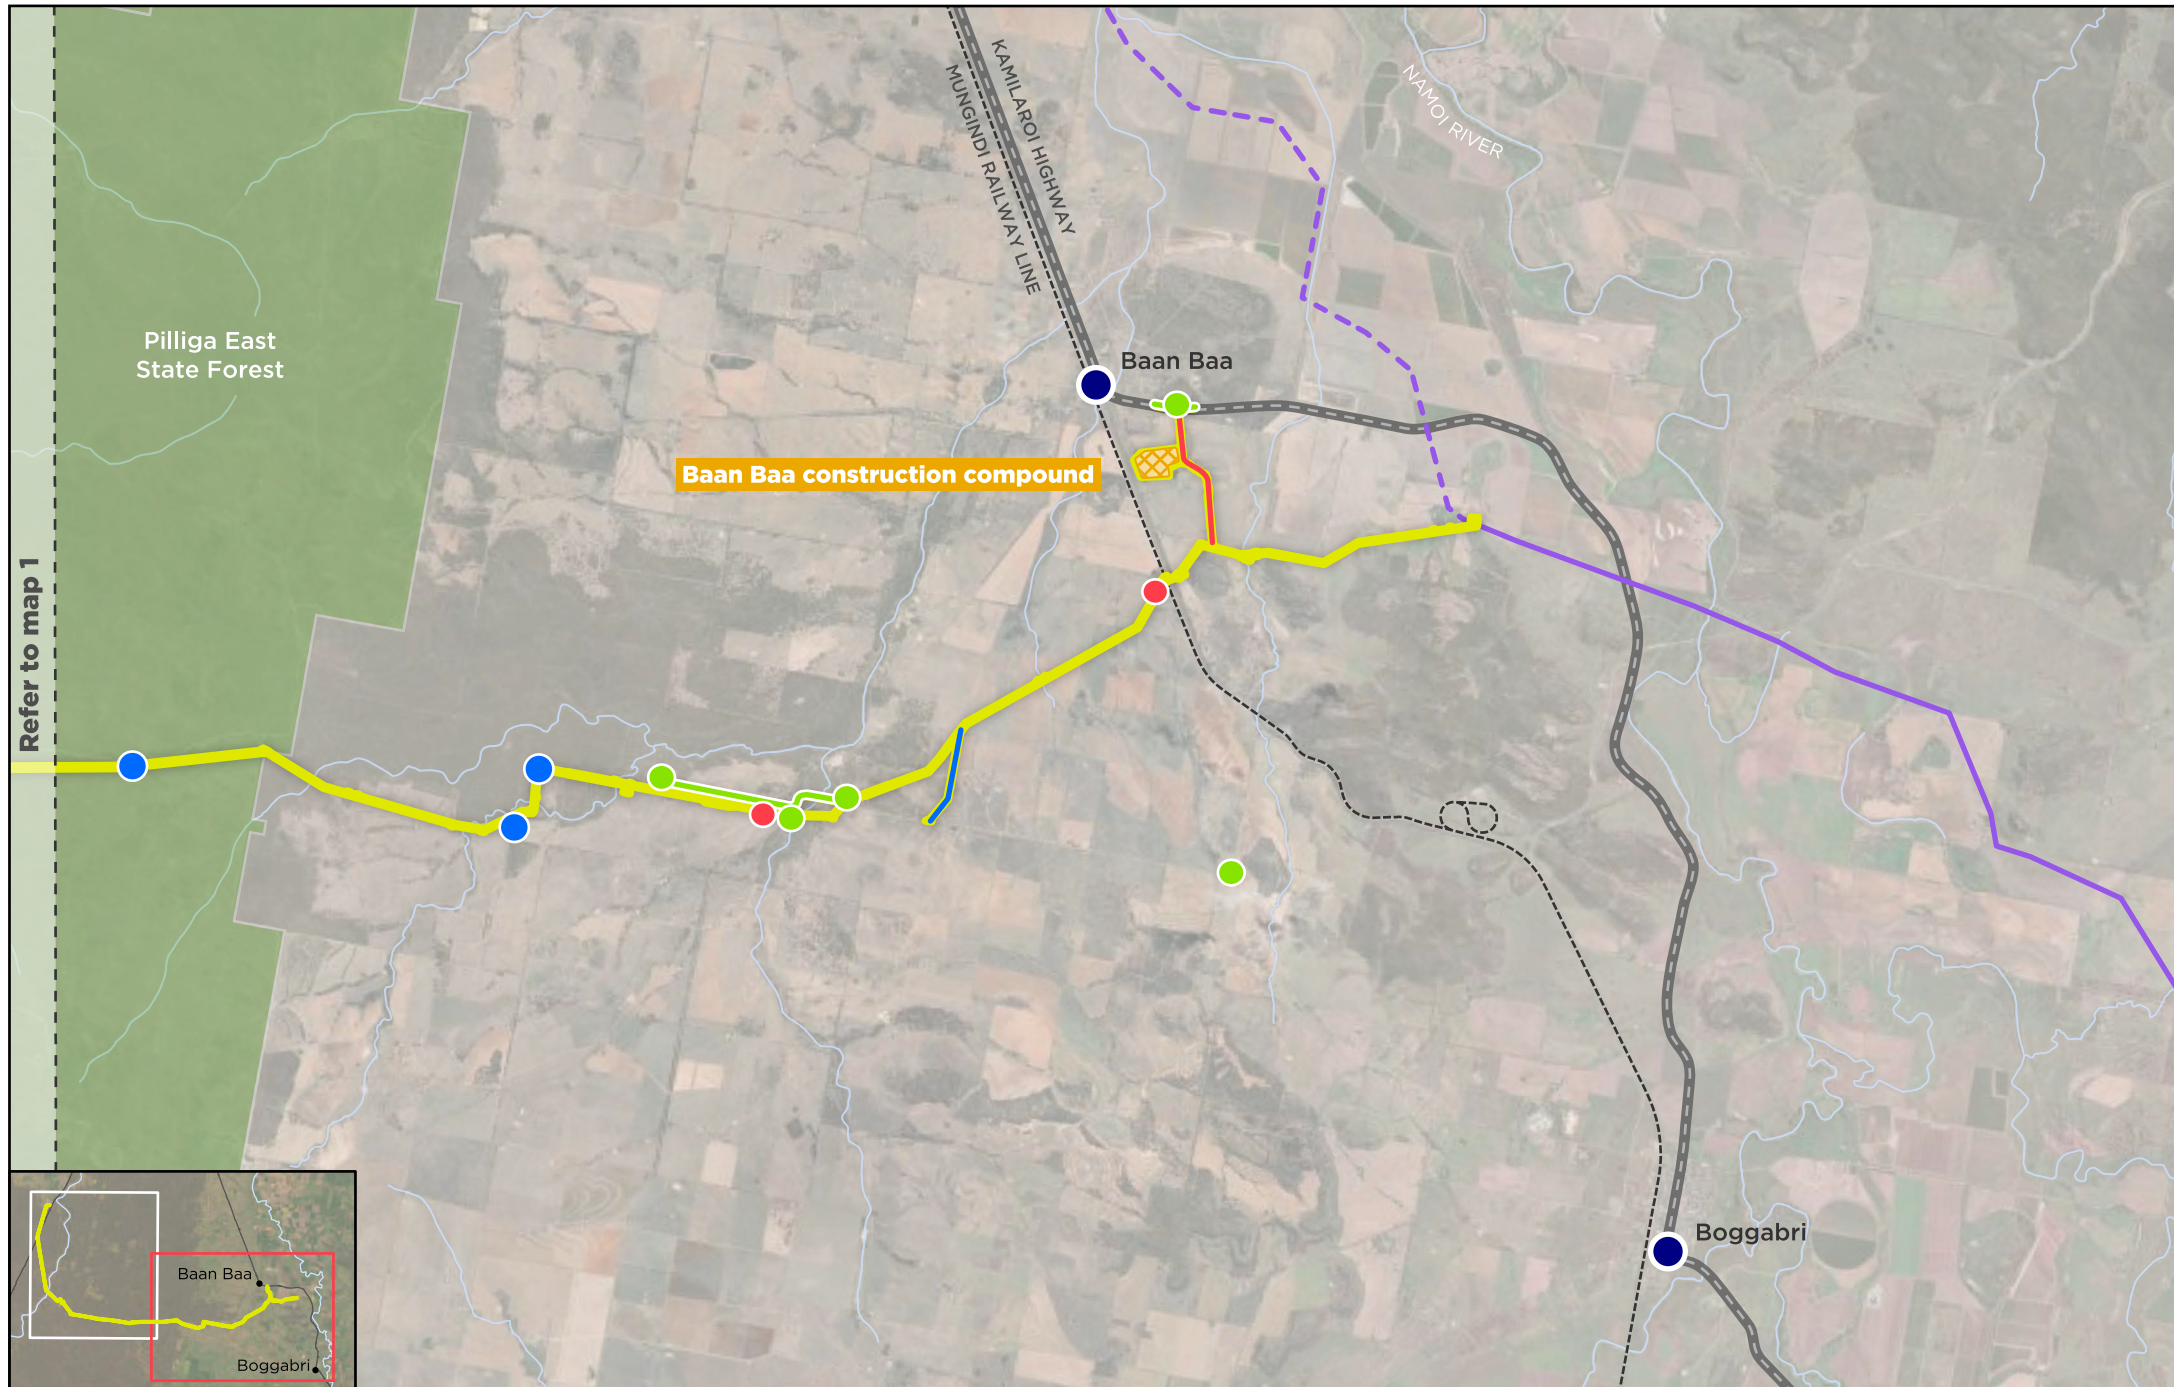 KAMILAROI HIGHWAY
MUNGINDI RAILWAY LINE
NAMOI RIVER
Pilliga East
State Forest
Baan Baa
Baan Baa construction compound
Refer to map 1
Boggabri
Baan Baa
Boggabri